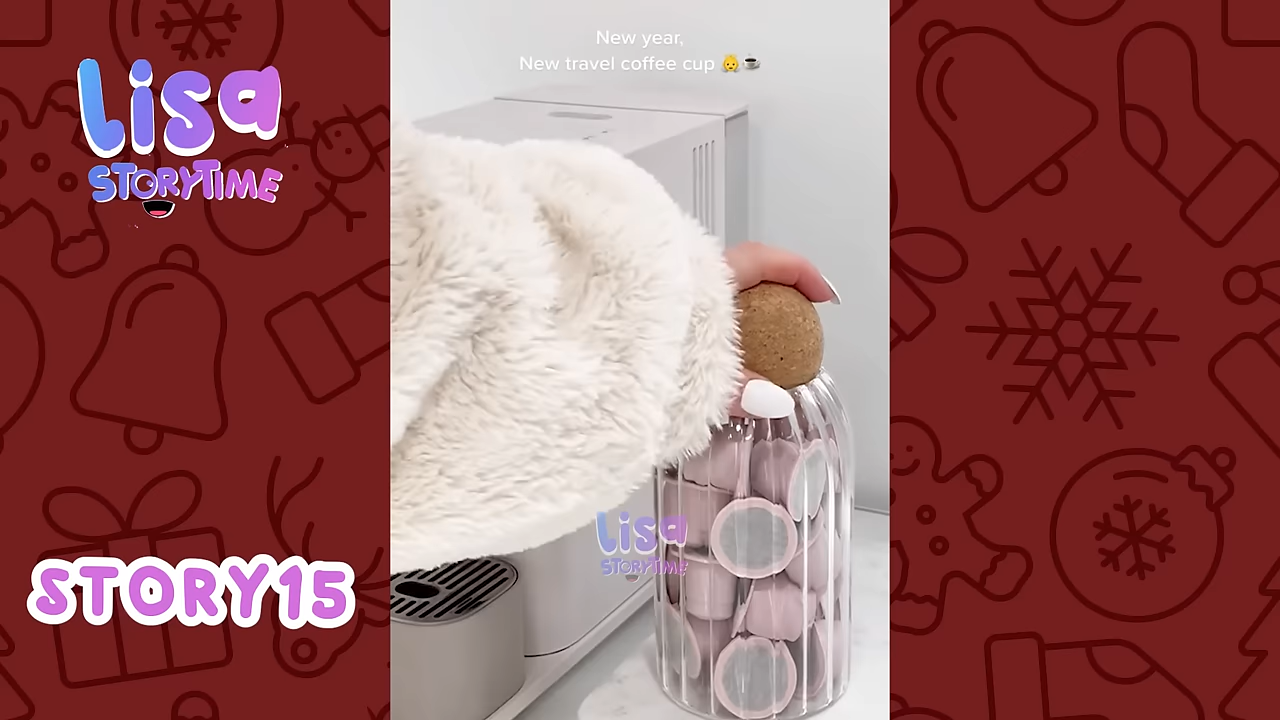 Lisa
STORYTIME
New year,
New travel coffee cup 👶☕
Lisa
STORYTIME
STORY15